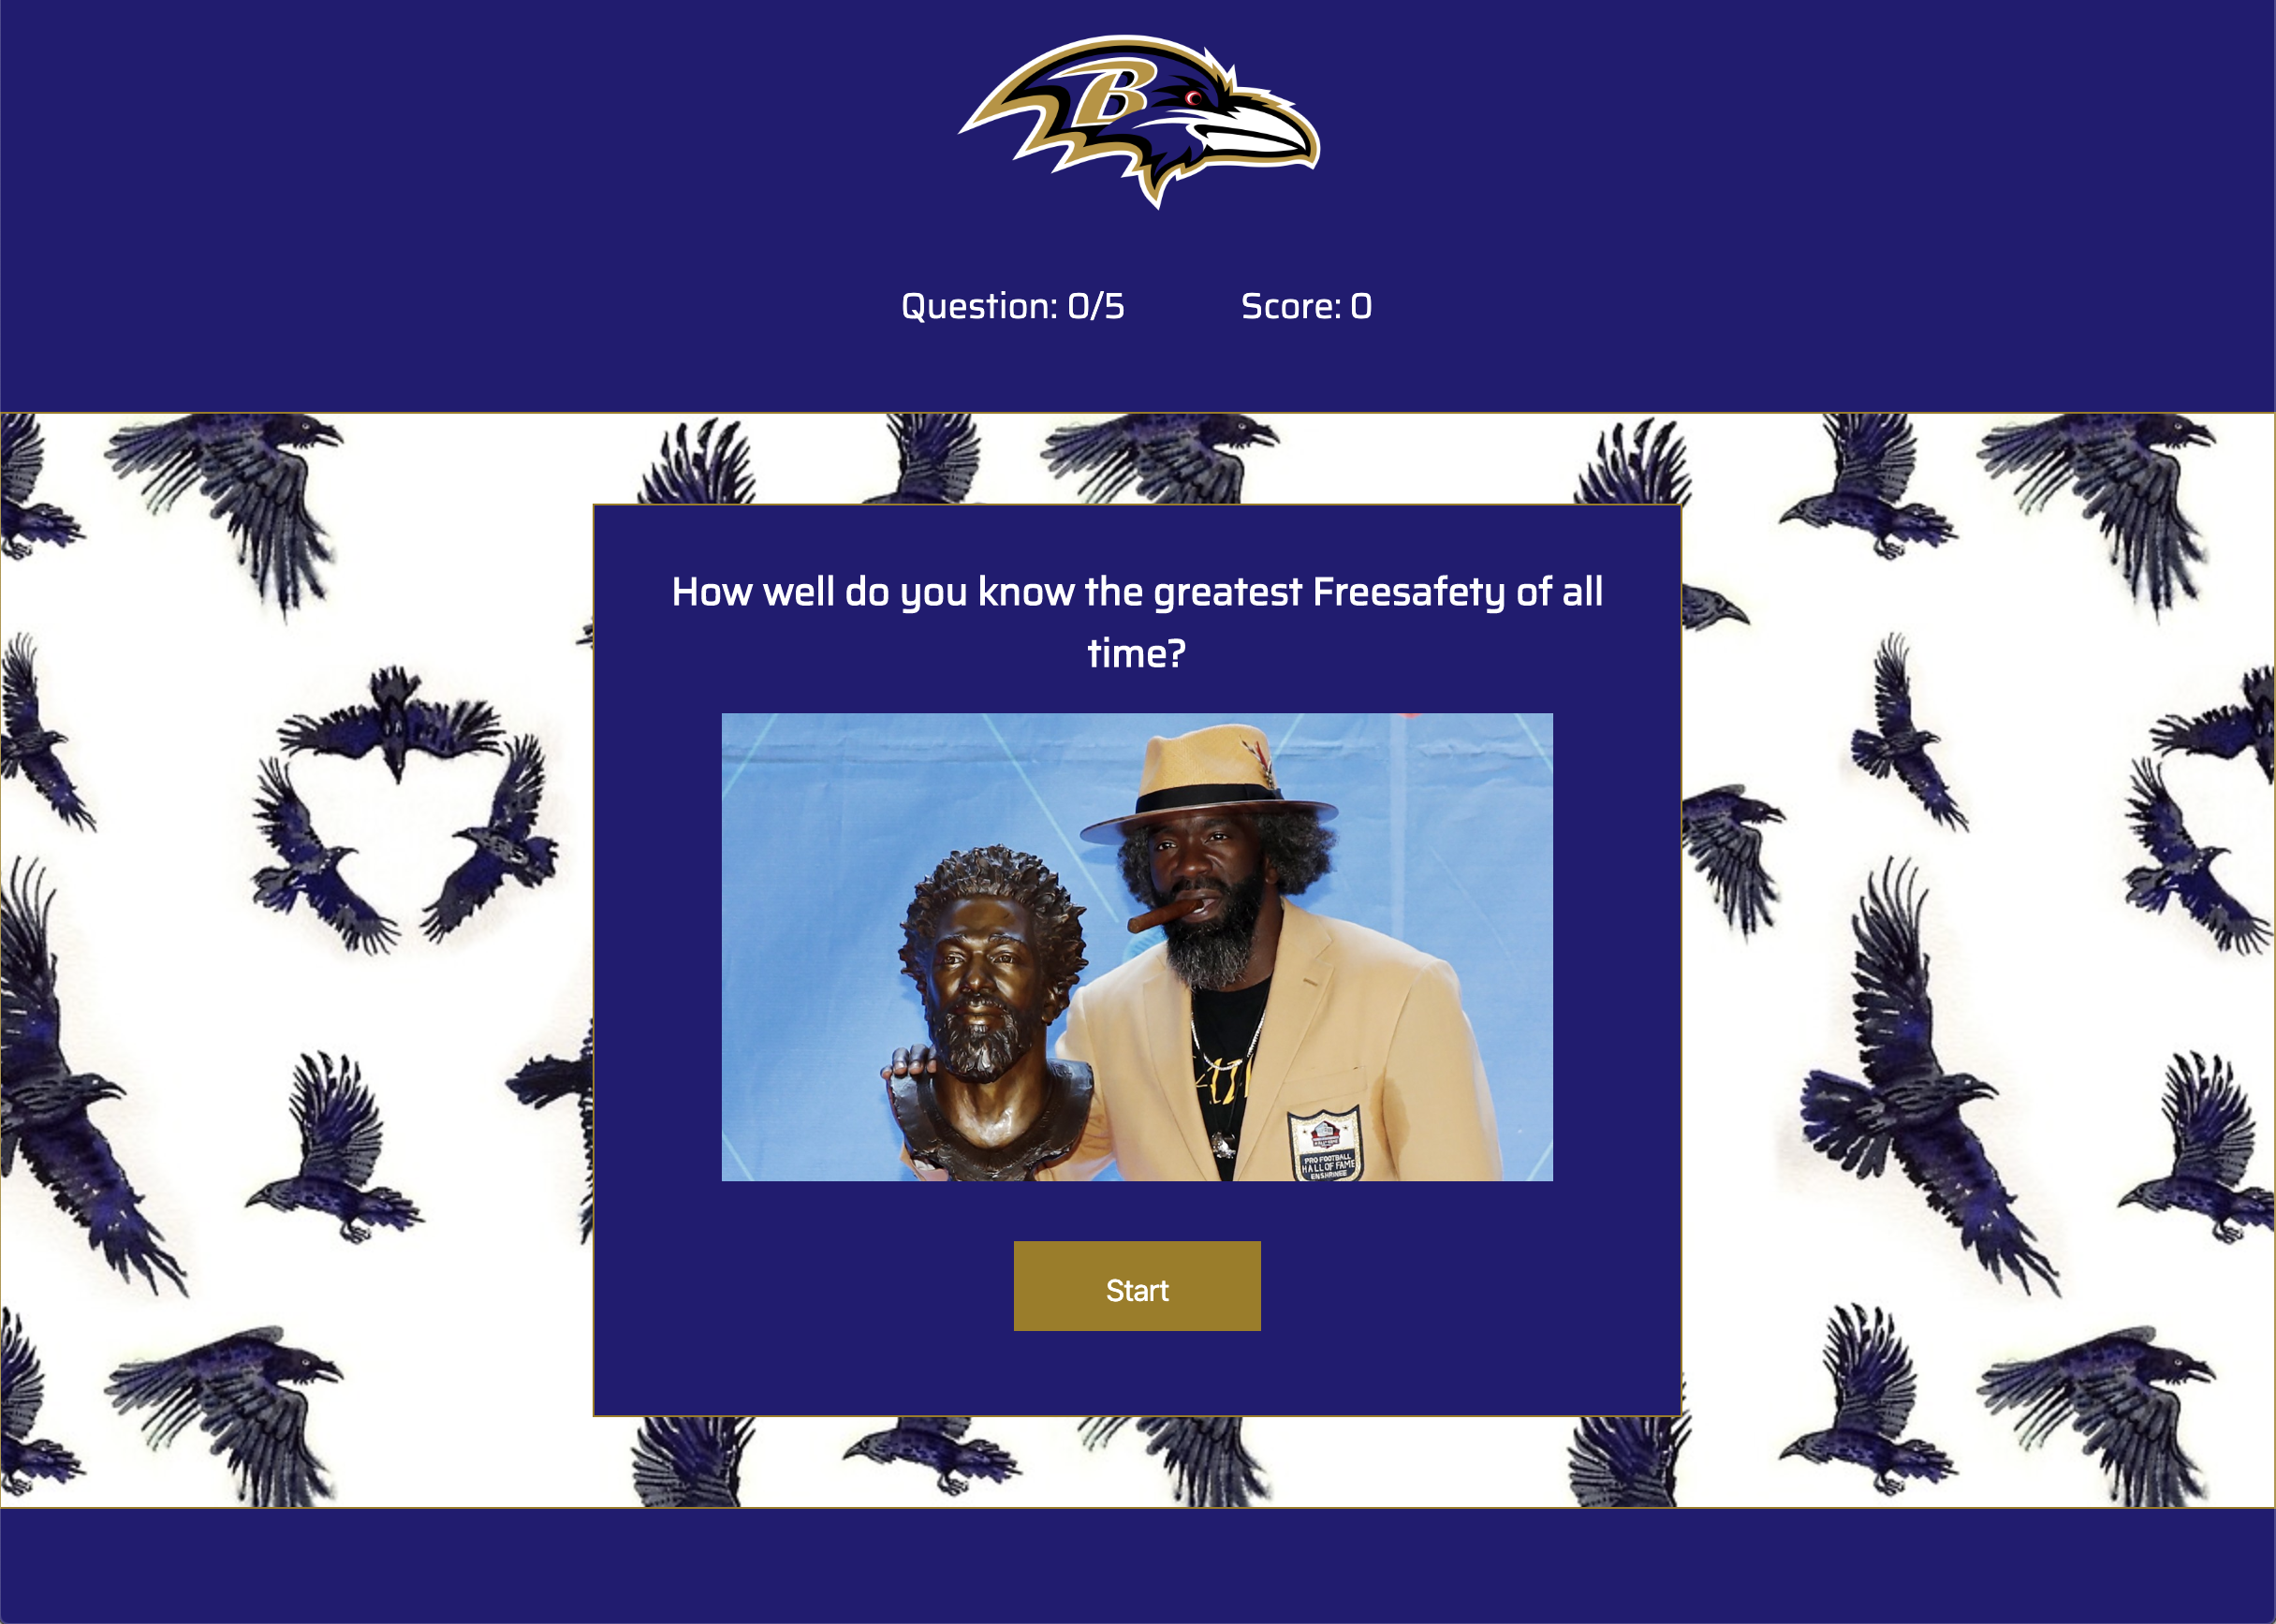 B
Question: 0/5 Score: 0
How well do you know the greatest Freesafety of all
time?
PRO FOOTBALL
HALL OF FAME
ENSHRINEE
Start